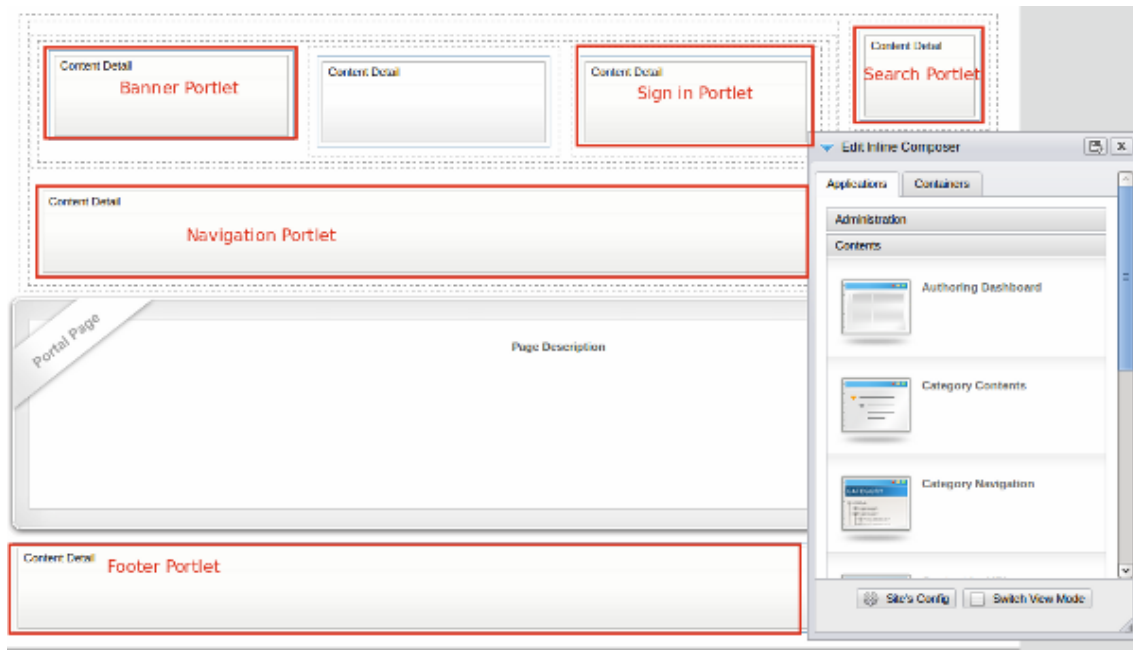 Content Detail
Banner Portlet
Content Detail
Content Detail
Sign in Portlet
Content Detail
Search Portlet
Edit Inline Composer
Applications
Containers
Administration
Contents
Authoring Dashboard
Category Contents
Category Navigation
Content Detail
Navigation Portlet
Portal Page
Page Description
Content Detail
Footer Portlet
Site's Config
Switch View Mode